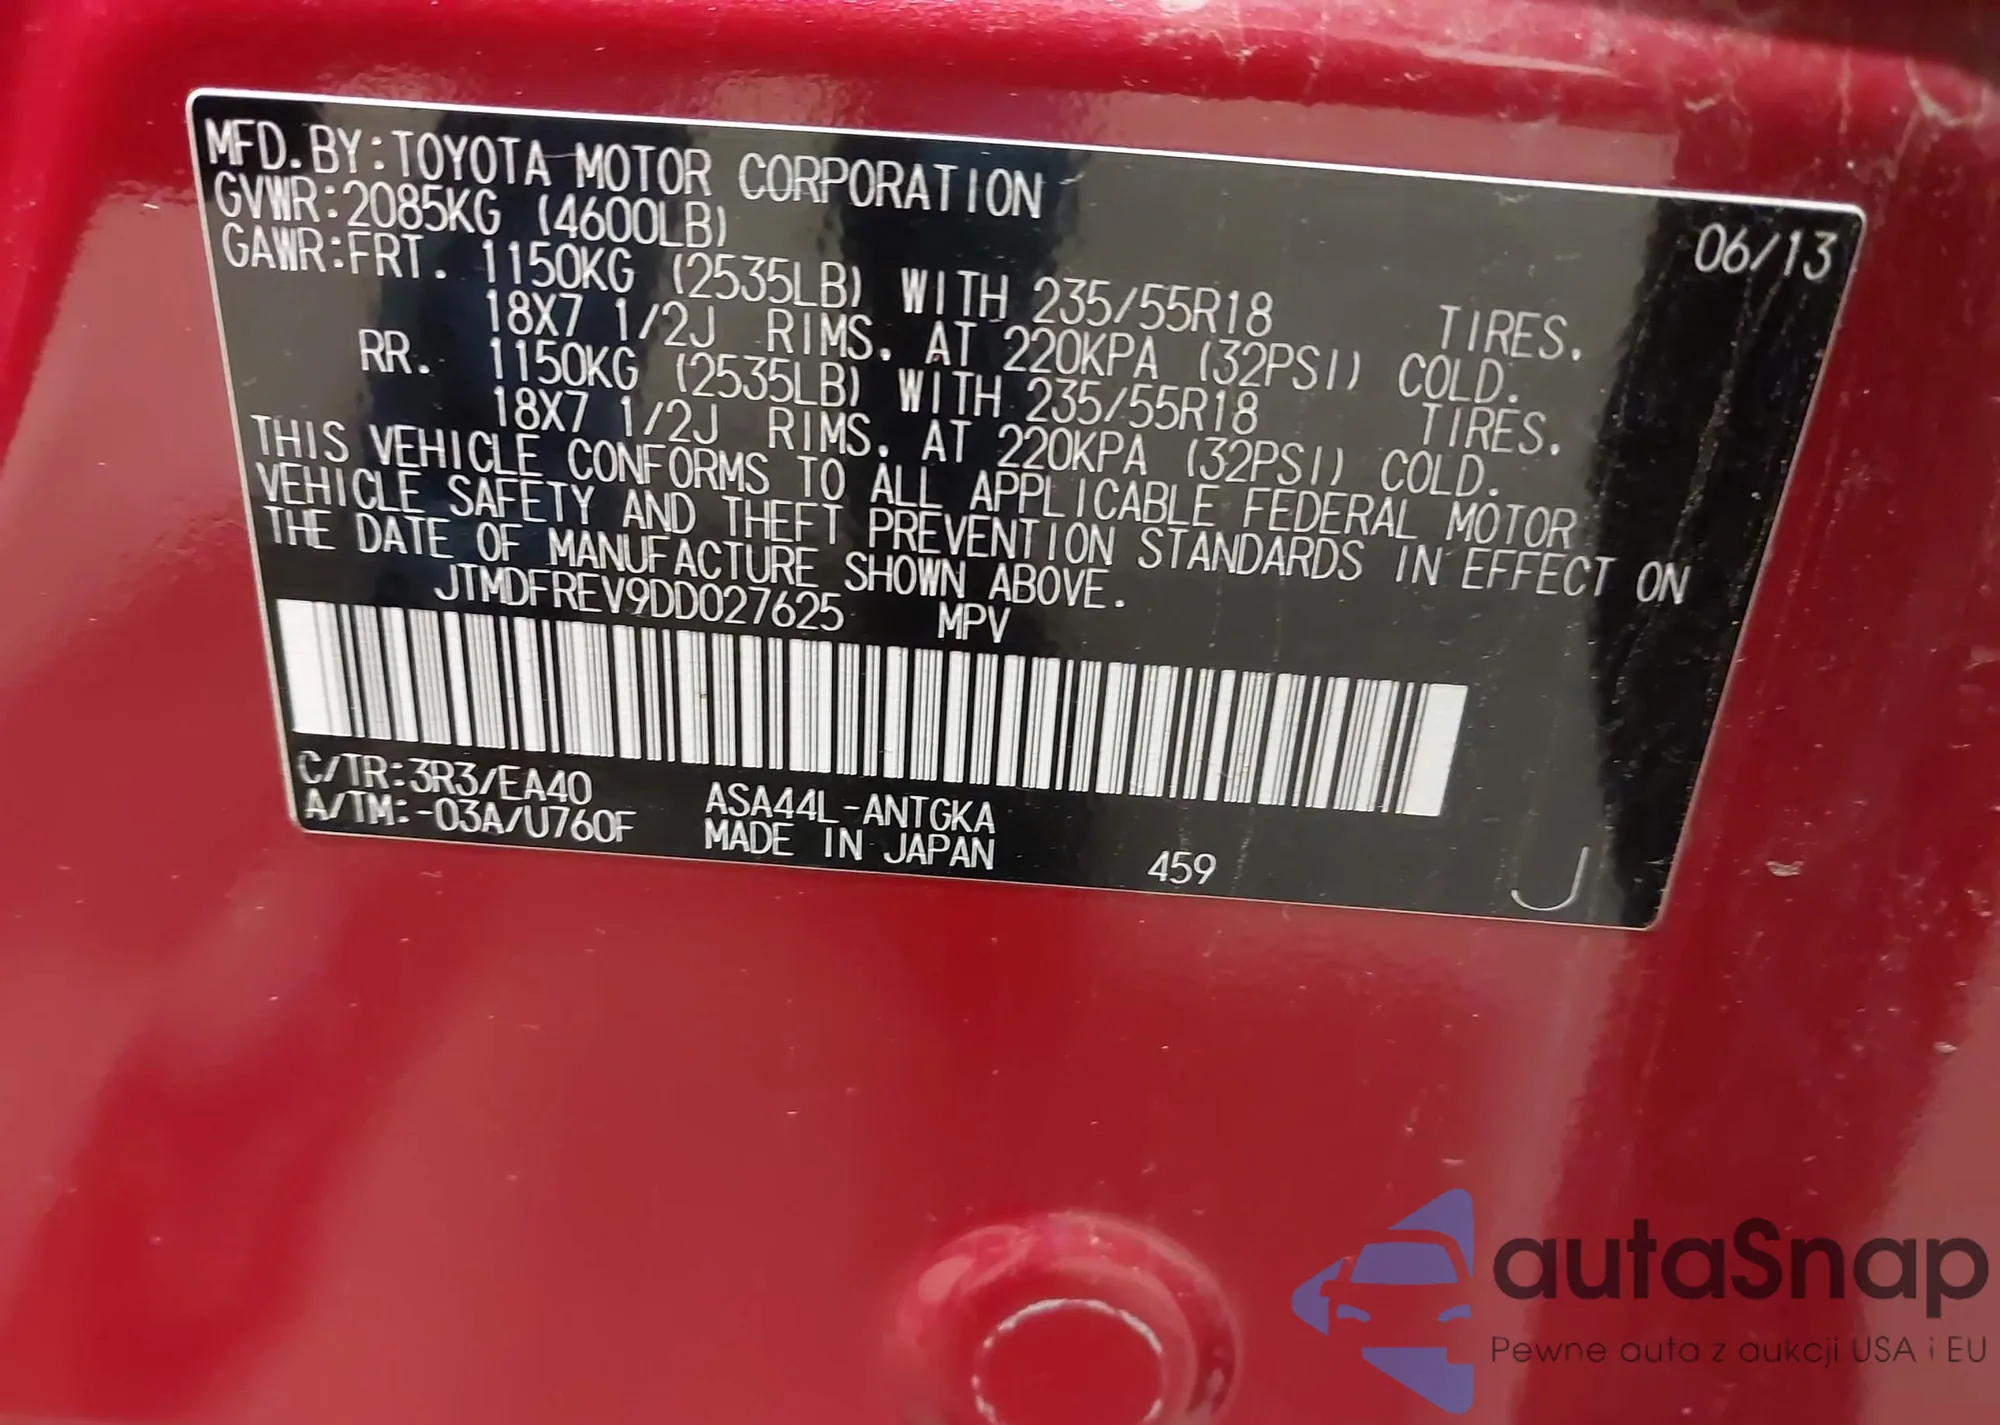 MFD.BY:TOYOTA MOTOR CORPORATION 06/13
GVWR:2085KG (4600LB)
GAWR:FRT. 1150KG (2535LB) WITH 235/55R18 TIRES.
18X7 1/2J RIMS. AT 220KPA (32PSI) COLD.
RR. 1150KG (2535LB) WITH 235/55R18 TIRES.
18X7 1/2J RIMS. AT 220KPA (32PSI) COLD.
THIS VEHICLE CONFORMS TO ALL APPLICABLE FEDERAL MOTOR
VEHICLE SAFETY AND THEFT PREVENTION STANDARDS IN EFFECT ON
THE DATE OF MANUFACTURE SHOWN ABOVE.
JTMDFREV9DD027625 MPV
C/TR:3R3/EA40 ASA44L-ANTGKA
A/TM:-03A/U760F MADE IN JAPAN 459 J
autaSnap
Pewne auta z aukcji USA i EU